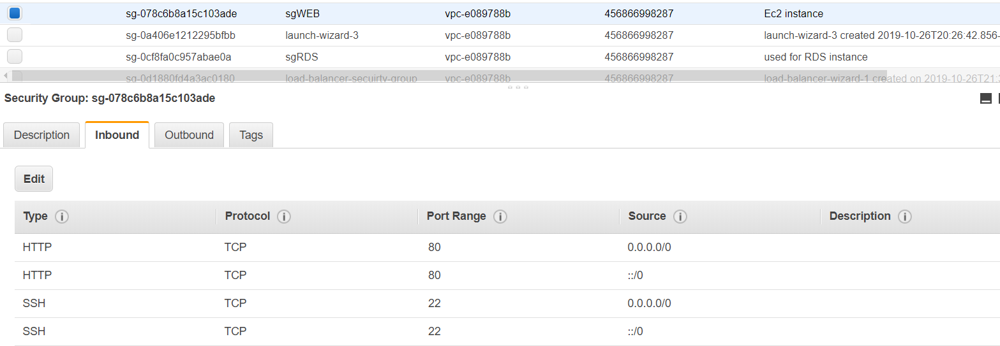 sg-078c6b8a15c103ade sgWEB vpc-e089788b 456866998287 Ec2 instance
sg-0a406e1212295bfbb launch-wizard-3 vpc-e089788b 456866998287 launch-wizard-3 created 2019-10-26T20:26:42.856-
sg-0cf8fa0c957abae0a sgRDS vpc-e089788b 456866998287 used for RDS instance
sg-0d1880fd4a3ac0180 load-balancer-secuirty-group vpc-e089788b 456866998287 load-balancer-wizard-1 created on 2019-10-26T21:3
Security Group: sg-078c6b8a15c103ade
Description Inbound Outbound Tags
Edit
Type Protocol Port Range Source Description
HTTP TCP 80 0.0.0.0/0
HTTP TCP 80 ::/0
SSH TCP 22 0.0.0.0/0
SSH TCP 22 ::/0